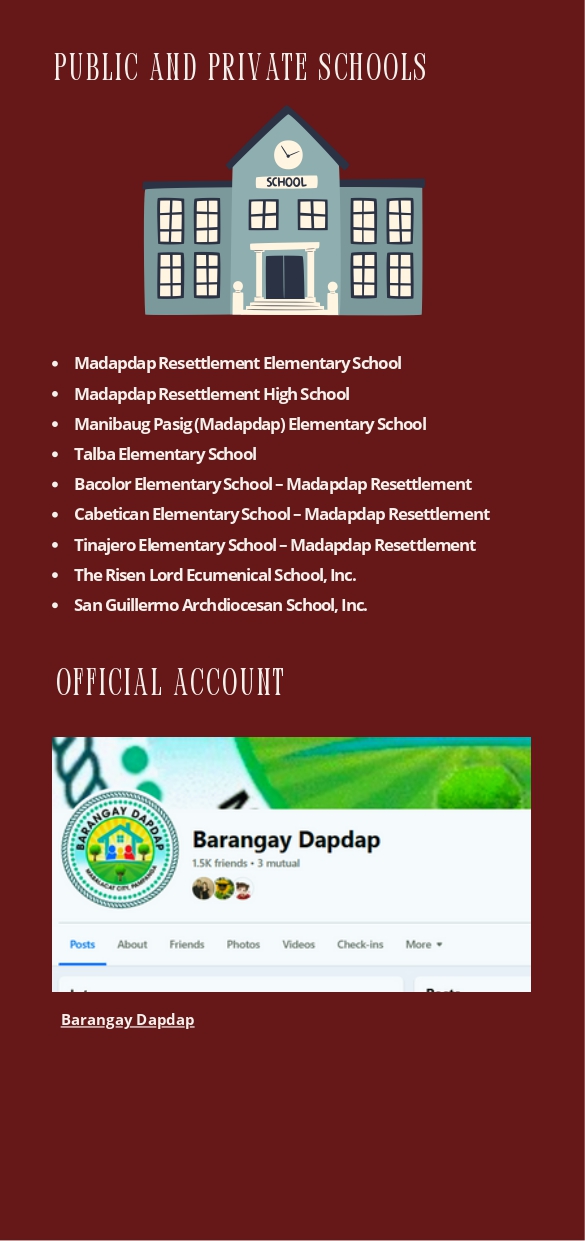 PUBLIC AND PRIVATE SCHOOLS
SCHOOL
• Madapdap Resettlement Elementary School
• Madapdap Resettlement High School
• Manibaug Pasig (Madapdap) Elementary School
• Talba Elementary School
• Bacolor Elementary School – Madapdap Resettlement
• Cabetican Elementary School – Madapdap Resettlement
• Tinajero Elementary School – Madapdap Resettlement
• The Risen Lord Ecumenical School, Inc.
• San Guillermo Archdiocesan School, Inc.
OFFICIAL ACCOUNT
BARANGAY DAPDAP
MABALACAT CITY, PAMPANGA
Barangay Dapdap
1.5K friends • 3 mutual
Posts About Friends Photos Videos Check-ins More
Barangay Dapdap